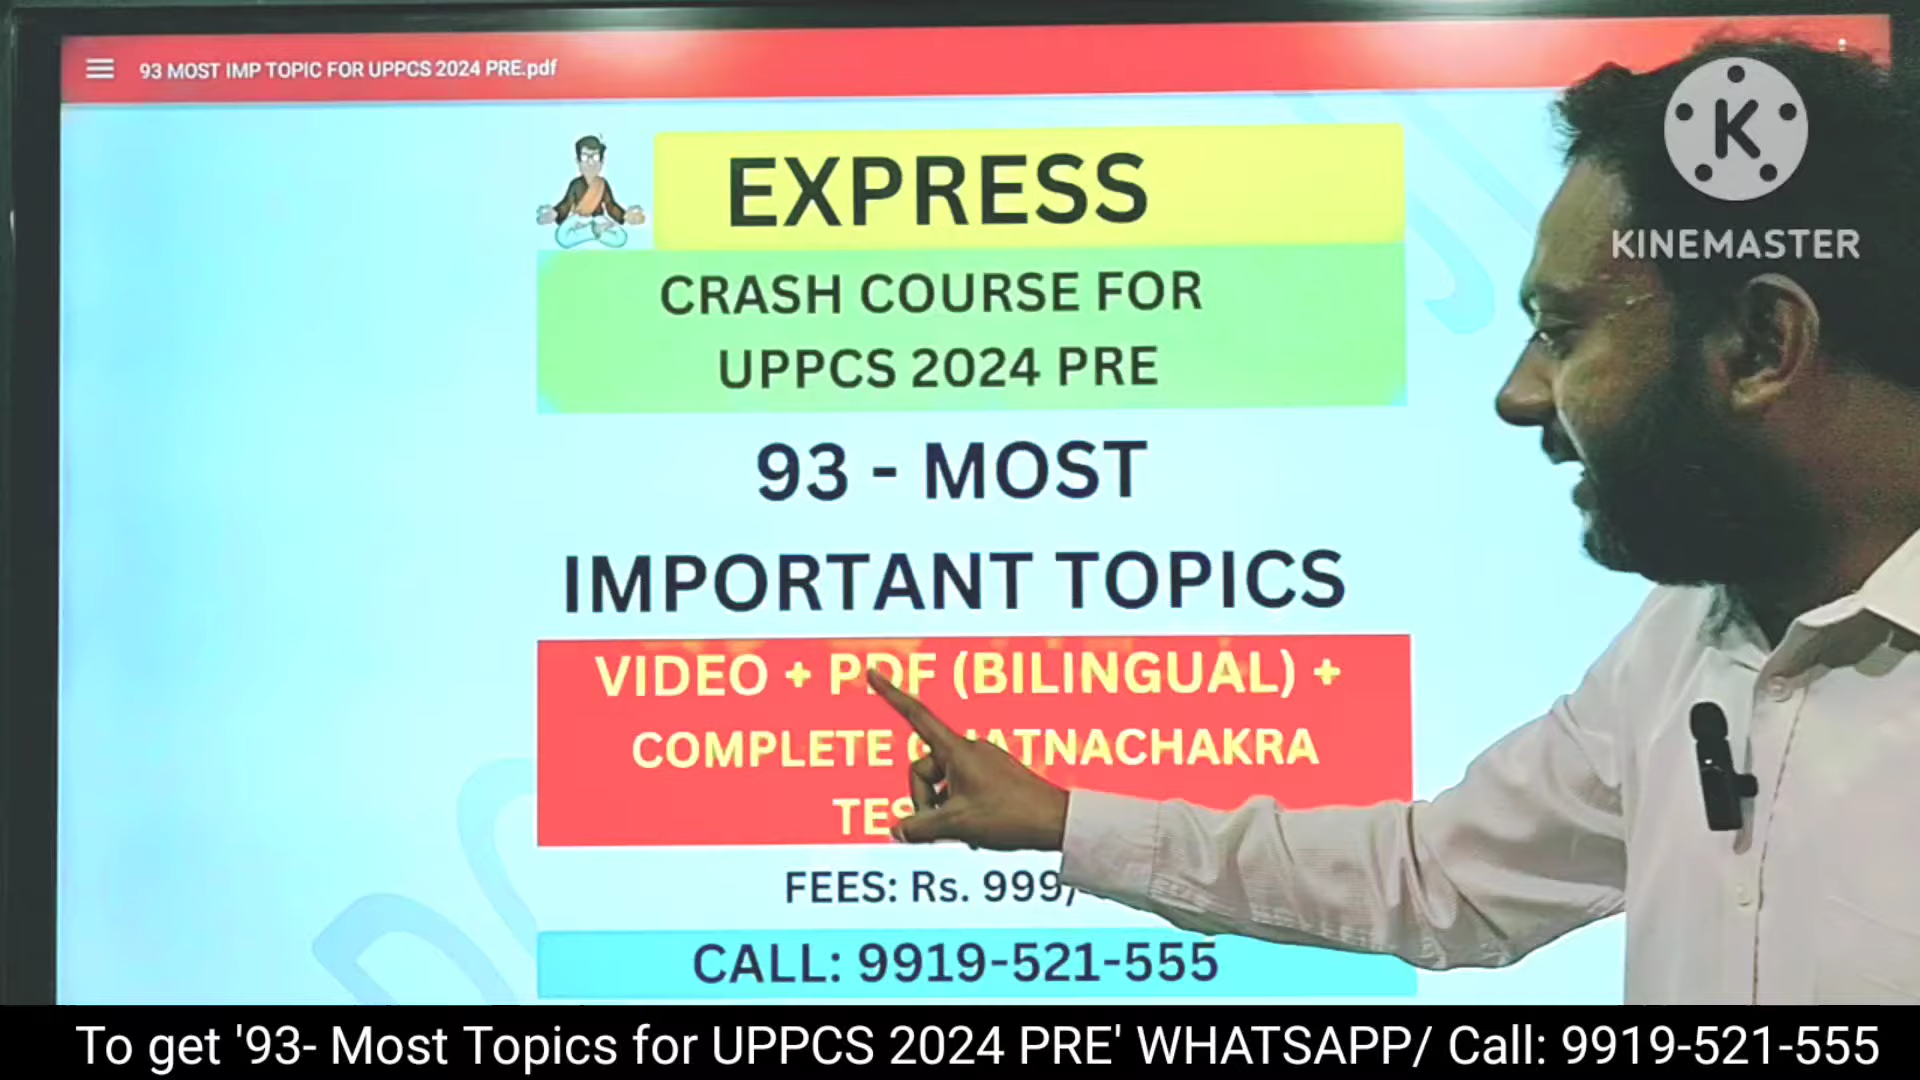 93 MOST IMP TOPIC FOR UPPCS 2024 PRE.pdf
K
KINEMASTER
EXPRESS
CRASH COURSE FOR
UPPCS 2024 PRE
93 - MOST
IMPORTANT TOPICS
VIDEO + PDF (BILINGUAL) +
COMPLETE
FEES: Rs. 999/
CALL: 9919-521-555
To get '93- Most Topics for UPPCS 2024 PRE' WHATSAPP/ Call: 9919-521-555